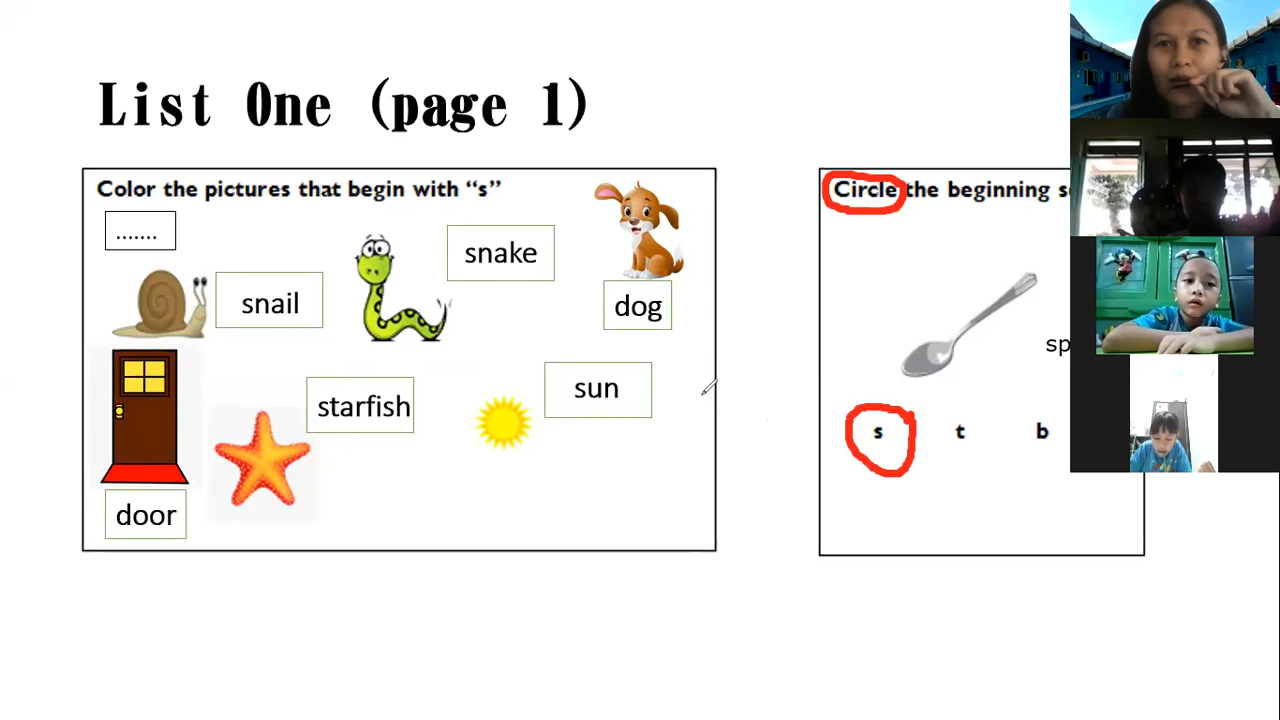 List One (page 1)
Color the pictures that begin with “s”
.......
snail
snake
dog
door
starfish
sun
Circle the beginning s
sp
s t b